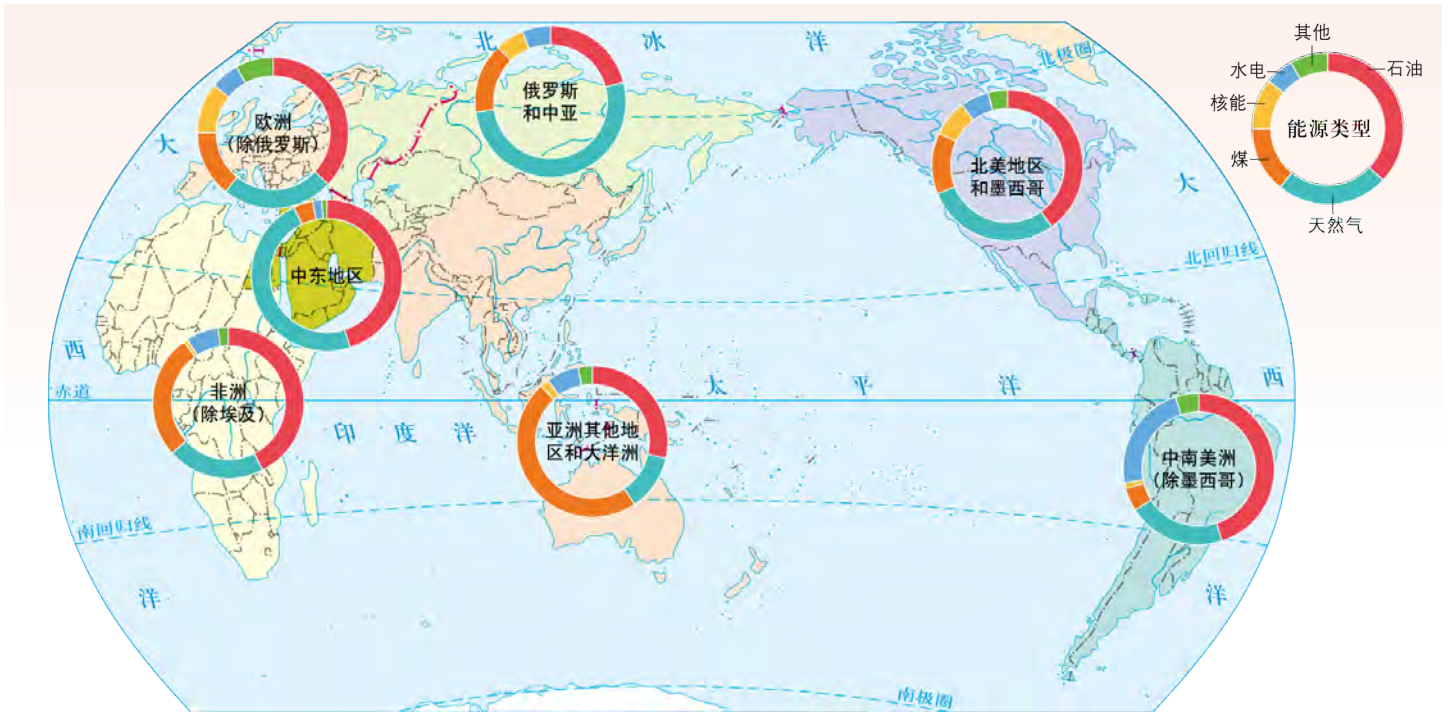 北 冰 洋
北极圈
其他
水电
石油
核能
能源类型
煤
天然气
俄罗斯
和中亚
欧洲
(除俄罗斯)
大
北美地区
和墨西哥
大
北回归线
中东地区
西
赤道
非洲
(除埃及)
太 平 洋
西
印 度 洋
亚洲其他地
区和大洋洲
中南美洲
(除墨西哥)
南回归线
洋
洋
南极圈